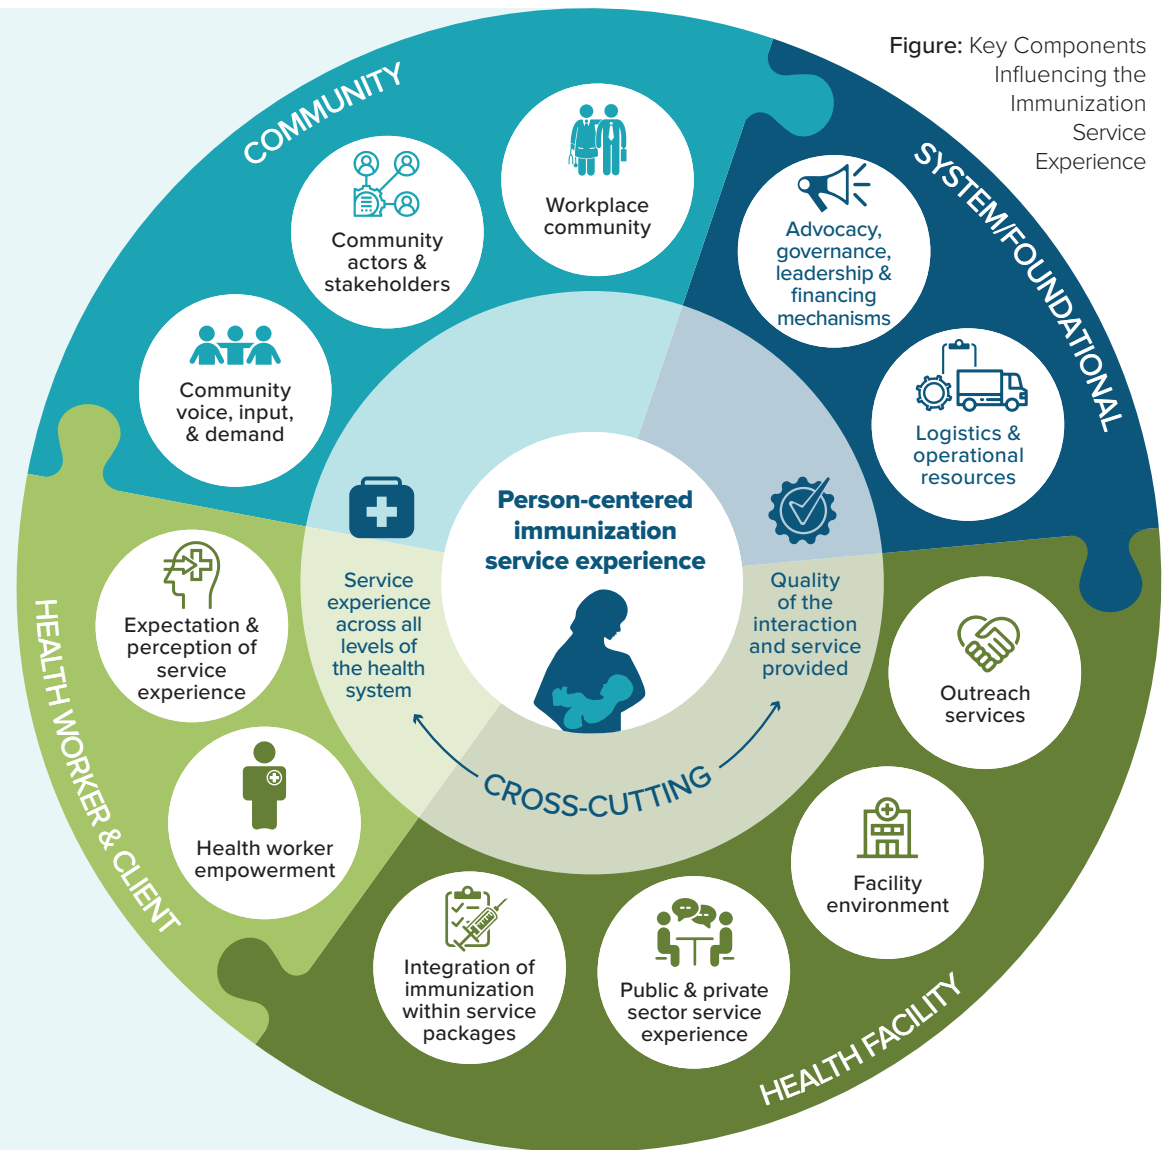 Figure: Key Components
Influencing the
Immunization
Service
Experience
COMMUNITY
Workplace
community
Community
actors &
stakeholders
Community
voice, input,
& demand
SYSTEM/FOUNDATIONAL
Advocacy,
governance,
leadership &
financing
mechanisms
Logistics &
operational
resources
Person-centered
immunization
service experience
Service
experience
across all
levels of
the health
system
Quality
of the
interaction
and service
provided
CROSS-CUTTING
HEALTH WORKER & CLIENT
Expectation &
perception of
service
experience
Health worker
empowerment
HEALTH FACILITY
Outreach
services
Facility
environment
Public & private
sector service
experience
Integration of
immunization
within service
packages